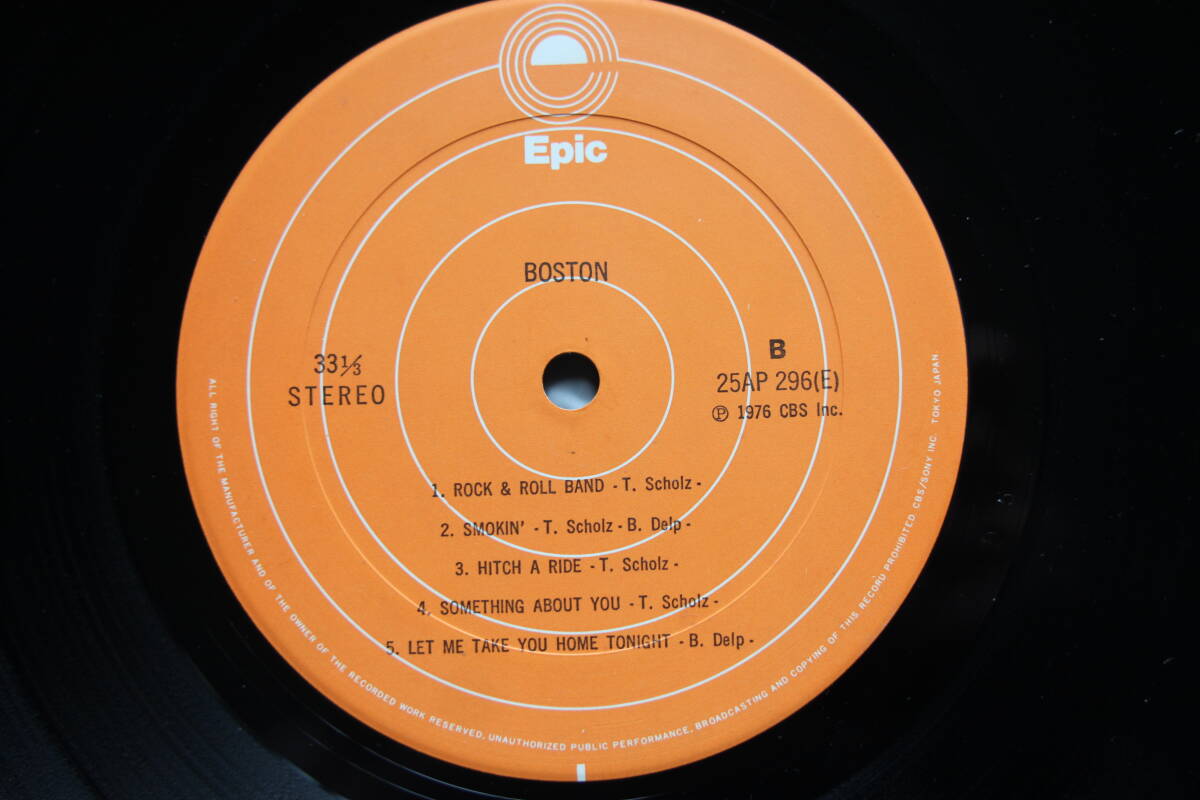 Epic
BOSTON
33⅓
STEREO
B
25AP 296(E)
Ⓟ 1976 CBS Inc.
1. ROCK & ROLL BAND - T. Scholz -
2. SMOKIN' - T. Scholz - B. Delp -
3. HITCH A RIDE - T. Scholz -
4. SOMETHING ABOUT YOU - T. Scholz -
5. LET ME TAKE YOU HOME TONIGHT - B. Delp -
ALL RIGHT OF THE MANUFACTURER AND OF THE OWNER OF THE RECORDED WORK RESERVED. UNAUTHORIZED PUBLIC PERFORMANCE, BROADCASTING AND COPYING OF THIS RECORD PROHIBITED CBS/SONY INC. TOKYO JAPAN